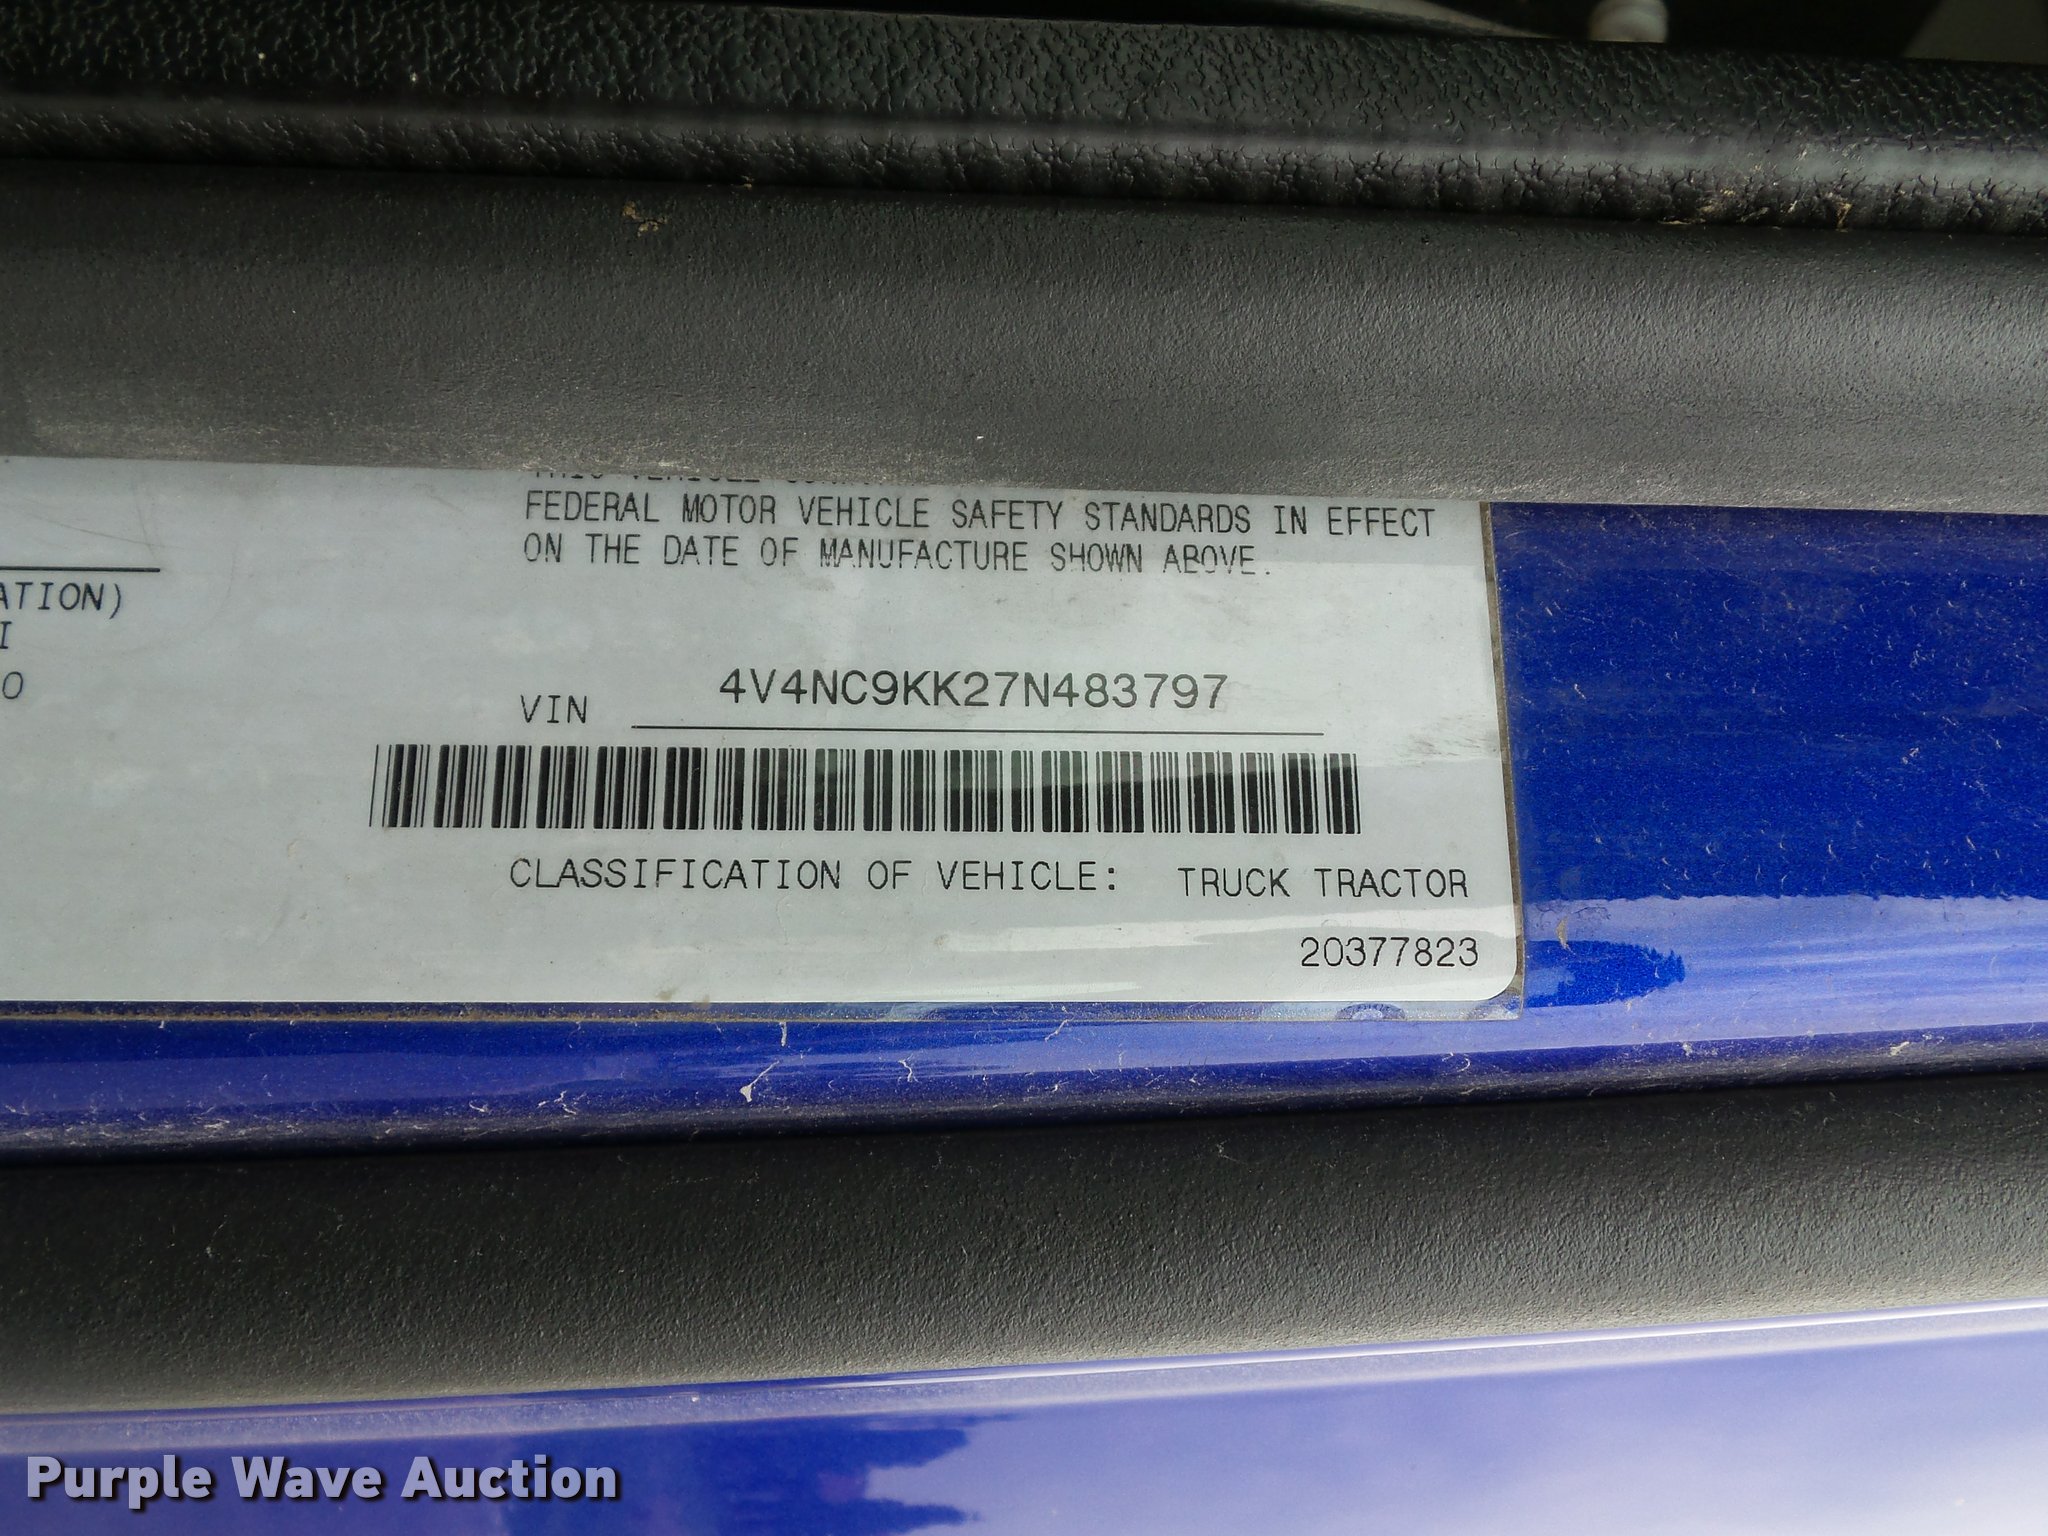 FEDERAL MOTOR VEHICLE SAFETY STANDARDS IN EFFECT
ON THE DATE OF MANUFACTURE SHOWN ABOVE.
ATION)
I
0
VIN 4V4NC9KK27N483797
CLASSIFICATION OF VEHICLE: TRUCK TRACTOR
20377823
Purple Wave Auction